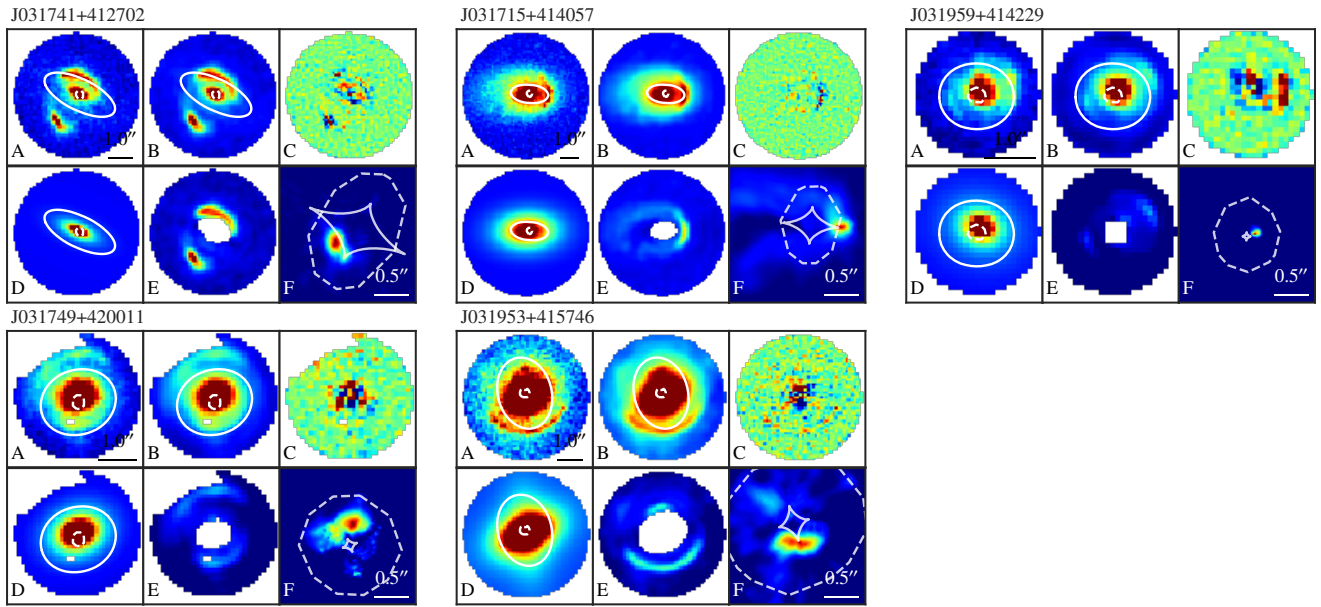 J031741+412702
J031715+414057
J031959+414229
A 1.0″ B C
A 1.0″ B C
A 1.0″ B C
D E F 0.5″
D E F 0.5″
D E F 0.5″
J031749+420011
J031953+415746
A 1.0″ B C
A 1.0″ B C
D E F 0.5″
D E F 0.5″